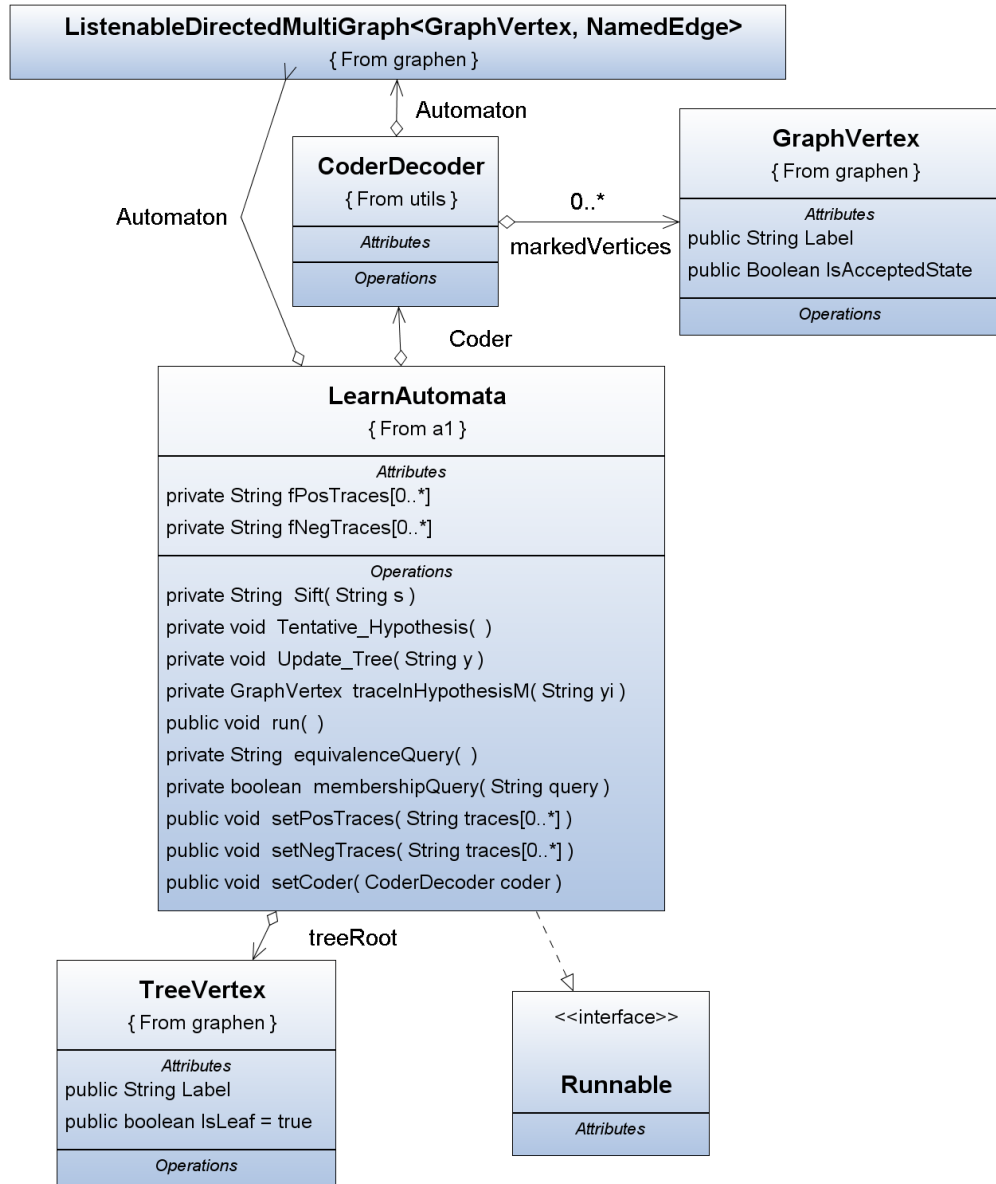 ListenableDirectedMultiGraph<GraphVertex, NamedEdge>
{ From graphen }
Automaton
CoderDecoder
{ From utils }
Attributes
Operations
Automaton
0..*
markedVertices
GraphVertex
{ From graphen }
Attributes
public String Label
public Boolean IsAcceptedState
Operations
Coder
LearnAutomata
{ From a1 }
Attributes
private String fPosTraces[0..*]
private String fNegTraces[0..*]
Operations
private String Sift( String s )
private void Tentative_Hypothesis( )
private void Update_Tree( String y )
private GraphVertex traceInHypothesisM( String yi )
public void run( )
private String equivalenceQuery( )
private boolean membershipQuery( String query )
public void setPosTraces( String traces[0..*] )
public void setNegTraces( String traces[0..*] )
public void setCoder( CoderDecoder coder )
treeRoot
TreeVertex
{ From graphen }
Attributes
public String Label
public boolean IsLeaf = true
Operations
<<interface>>
Runnable
Attributes